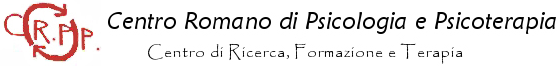 C.R.P.P.
Centro Romano di Psicologia e Psicoterapia
Centro di Ricerca, Formazione e Terapia